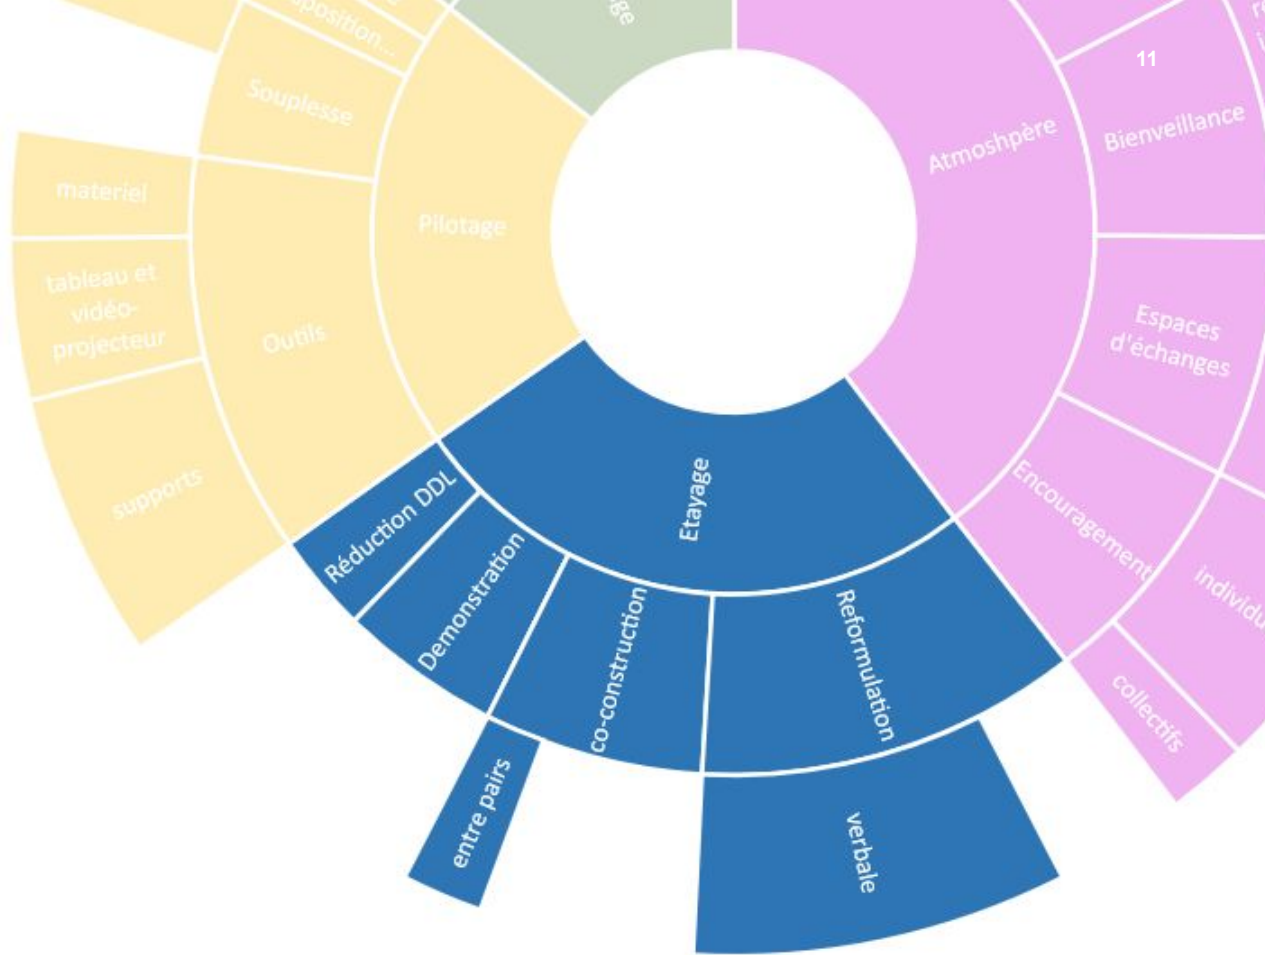 11
Atmoshpère
Bienveillance
Espaces
d'échanges
Encouragement
collectifs
Etayage
Reformulation
verbale
co-construction
entre pairs
Demonstration
Réduction DDL
Pilotage
Outils
supports
tableau et
vidéo-
projecteur
materiel
Souplesse